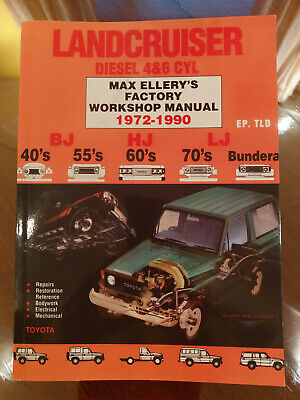 LANDCRUISER
DIESEL 4&6 CYL
MAX ELLERY'S
FACTORY
WORKSHOP MANUAL
1972-1990
EP. TLD
BJ HJ LJ
40's 55's 60's 70's Bundera
Repairs
Restoration
Reference
Bodywork
Electrical
Mechanical
TOYOTA
TOYOTA